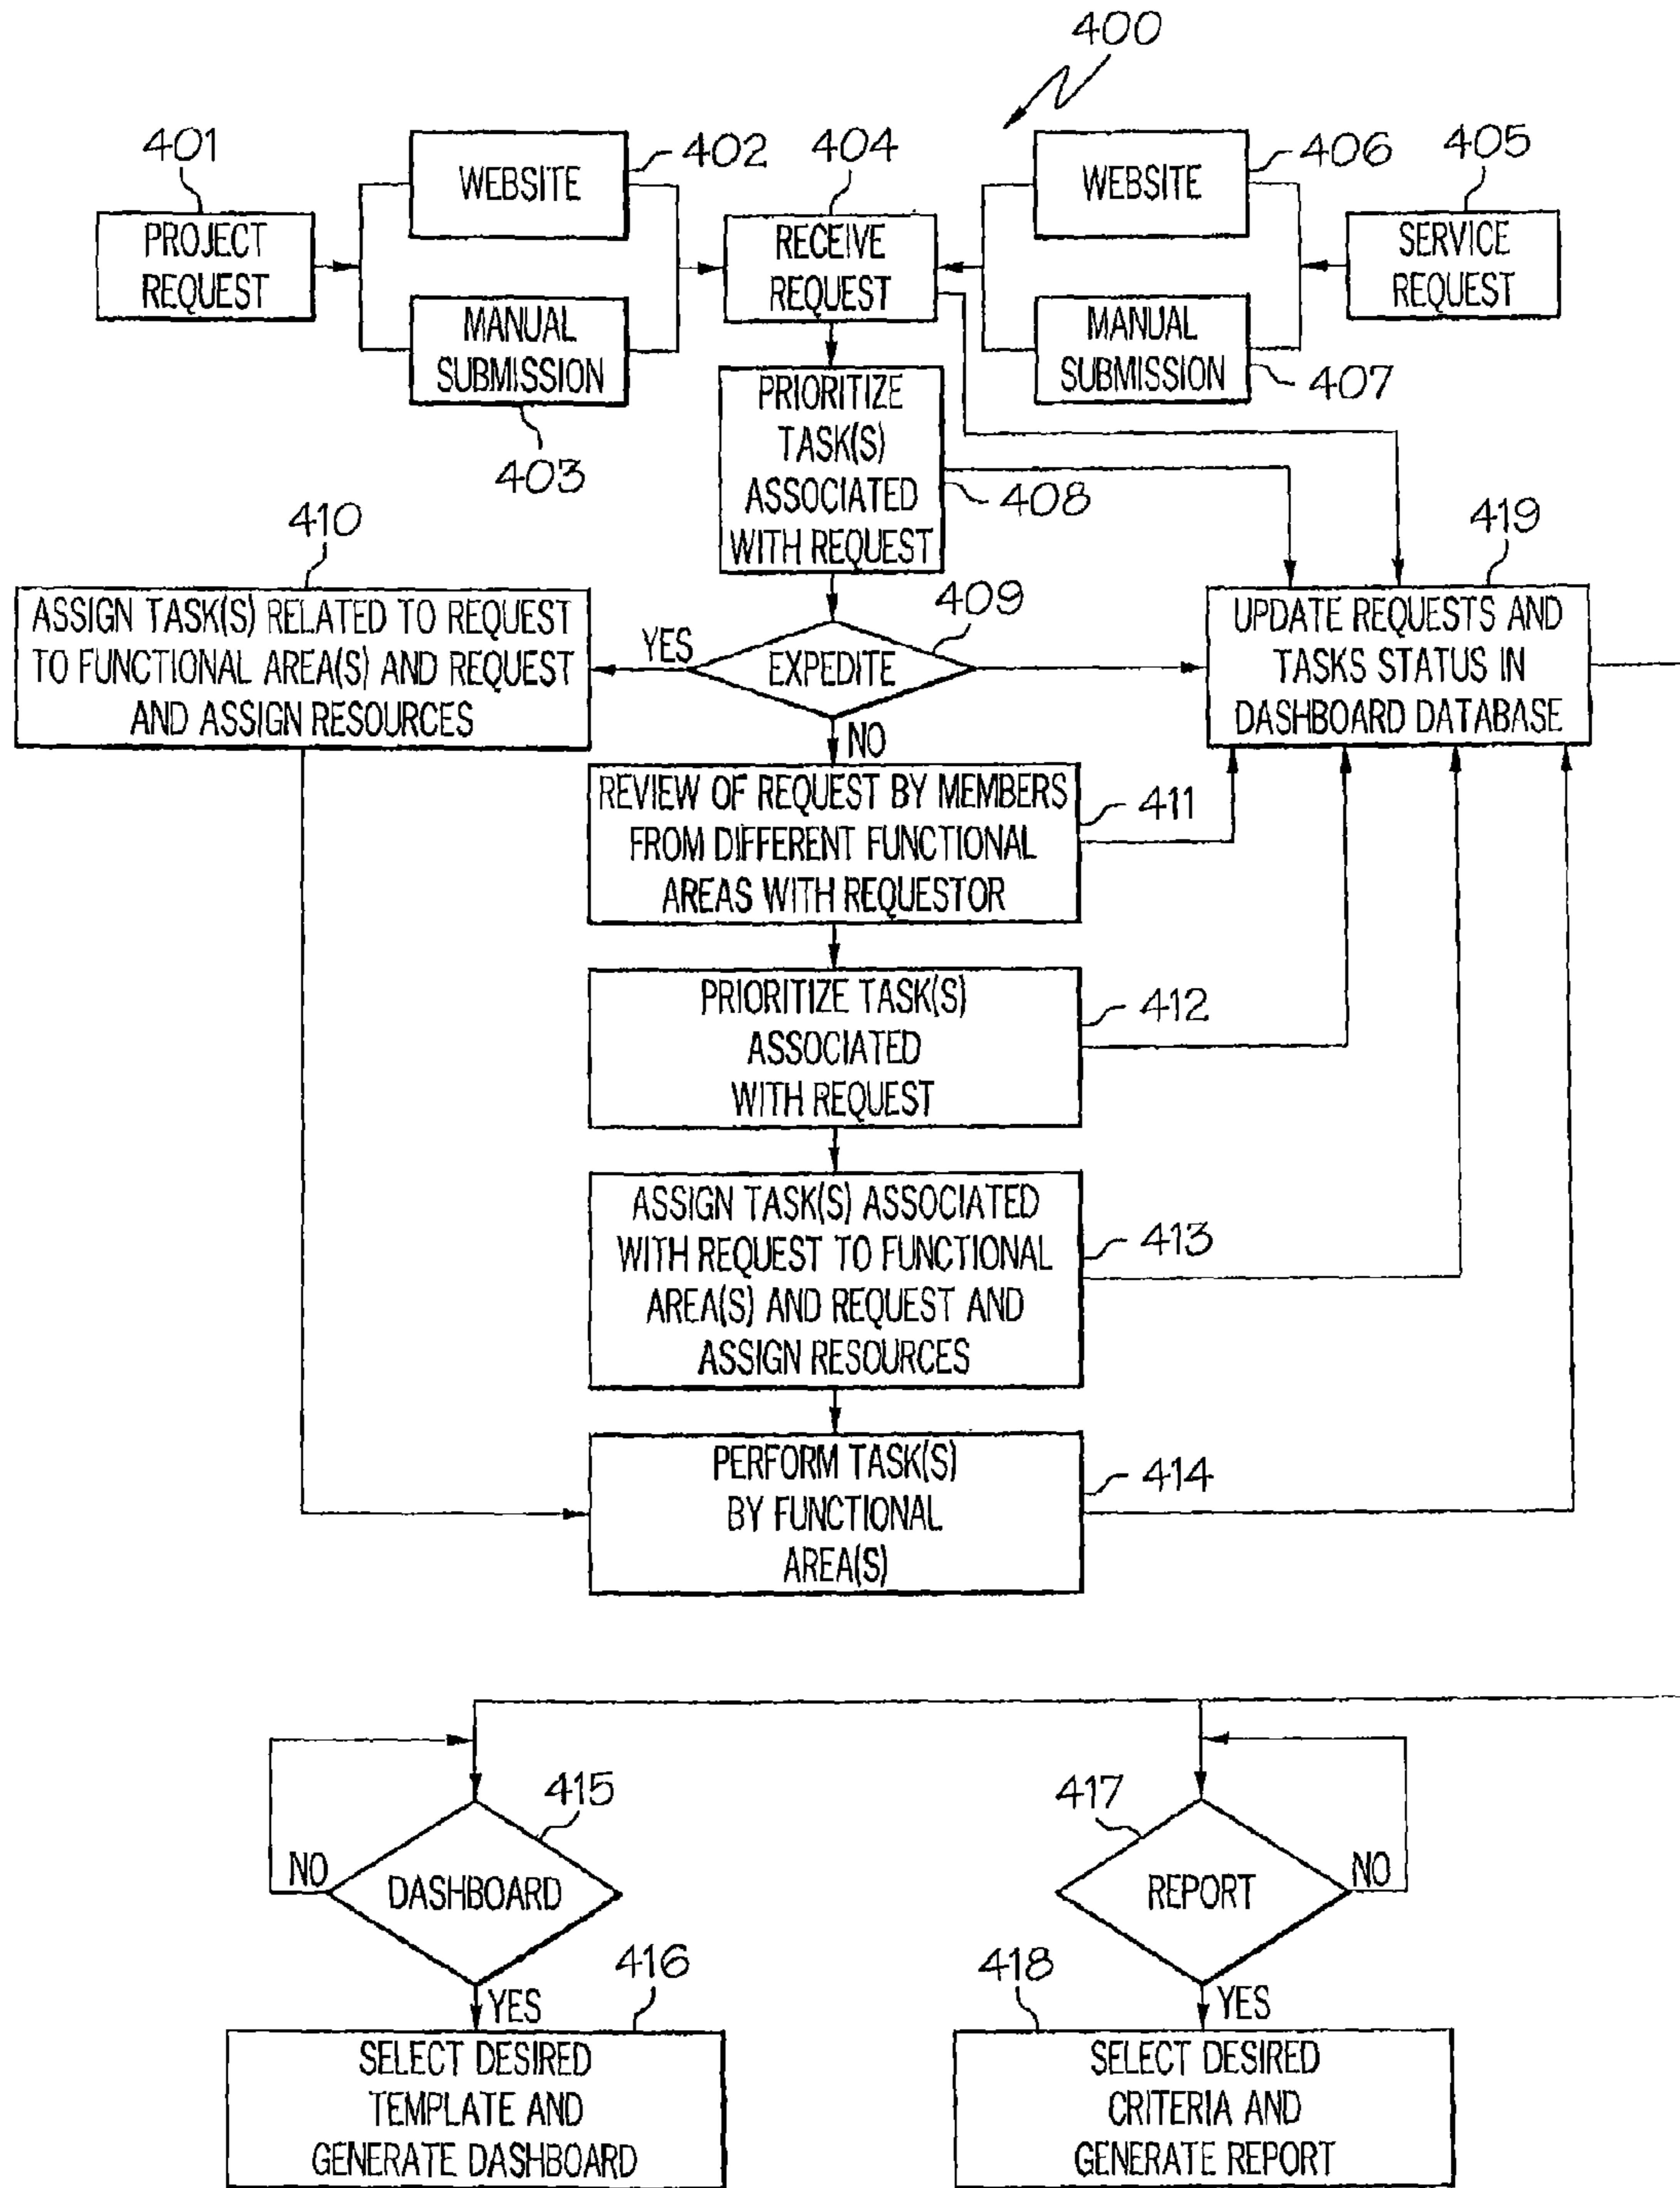 400
401
PROJECT
REQUEST
402
WEBSITE
MANUAL
SUBMISSION
403
404
RECEIVE
REQUEST
406
WEBSITE
MANUAL
SUBMISSION
407
405
SERVICE
REQUEST
PRIORITIZE
TASK(S)
ASSOCIATED
WITH REQUEST
408
410
ASSIGN TASK(S) RELATED TO REQUEST
TO FUNCTIONAL AREA(S) AND REQUEST
AND ASSIGN RESOURCES
YES
EXPEDITE
409
NO
419
UPDATE REQUESTS AND
TASKS STATUS IN
DASHBOARD DATABASE
REVIEW OF REQUEST BY MEMBERS
FROM DIFFERENT FUNCTIONAL
AREAS WITH REQUESTOR
411
PRIORITIZE TASK(S)
ASSOCIATED
WITH REQUEST
412
ASSIGN TASK(S) ASSOCIATED
WITH REQUEST TO FUNCTIONAL
AREA(S) AND REQUEST AND
ASSIGN RESOURCES
413
PERFORM TASK(S)
BY FUNCTIONAL
AREA(S)
414
415
NO
DASHBOARD
YES
416
SELECT DESIRED
TEMPLATE AND
GENERATE DASHBOARD
417
REPORT
NO
YES
418
SELECT DESIRED
CRITERIA AND
GENERATE REPORT